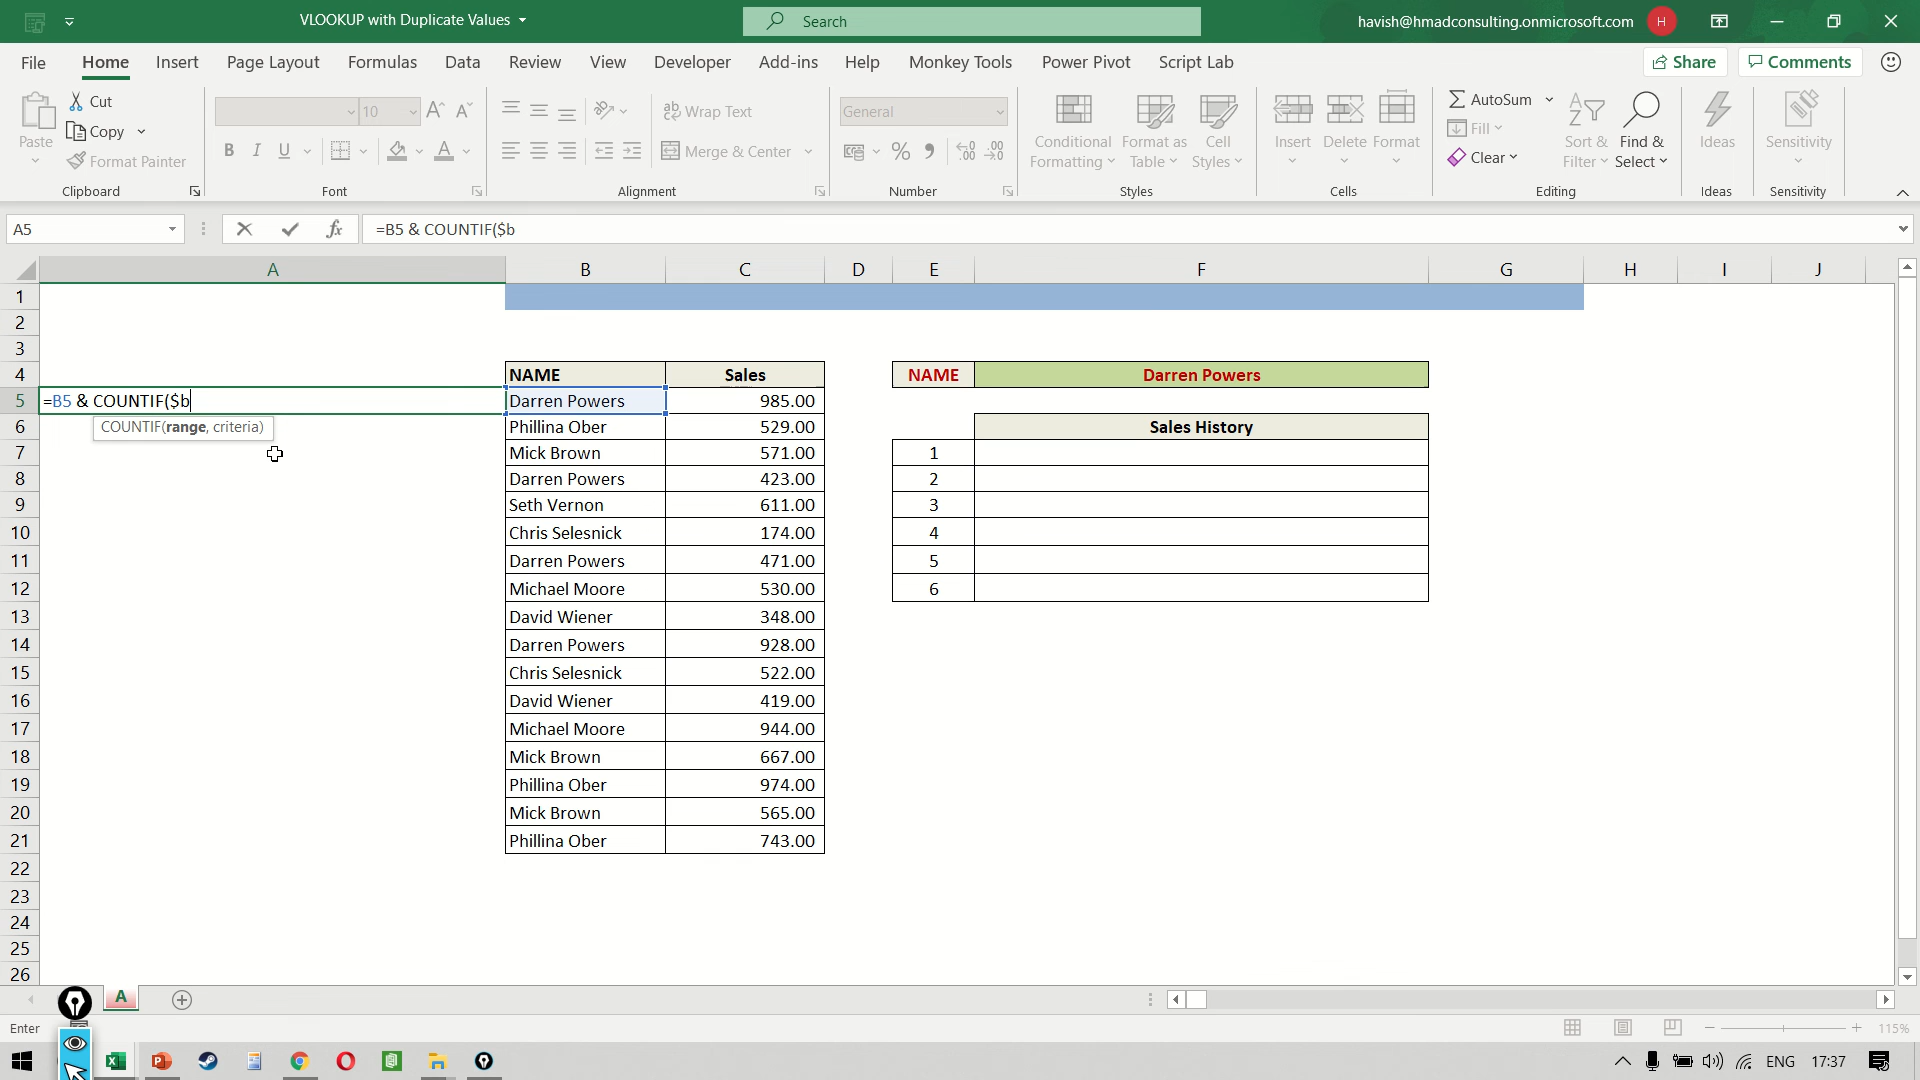 VLOOKUP with Duplicate Values
Search
havish@hmadconsulting.onmicrosoft.com
H
File Home Insert Page Layout Formulas Data Review View Developer Add-ins Help Monkey Tools Power Pivot Script Lab
Share
Comments
Paste
Cut
Copy
Format Painter
Clipboard
10
B I U
Font
Wrap Text
Merge & Center
Alignment
General
Number
Conditional Formatting
Format as Table
Cell Styles
Styles
Insert
Delete
Format
Cells
AutoSum
Fill
Clear
Sort & Filter
Find & Select
Editing
Ideas
Ideas
Sensitivity
Sensitivity
A5
fx
=B5 & COUNTIF($b
A B C D E F G H I J
1
2
3
4 NAME Sales NAME Darren Powers
5 =B5 & COUNTIF($b Darren Powers 985.00
COUNTIF(range, criteria)
6 Phillina Ober 529.00 Sales History
7 Mick Brown 571.00 1
8 Darren Powers 423.00 2
9 Seth Vernon 611.00 3
10 Chris Selesnick 174.00 4
11 Darren Powers 471.00 5
12 Michael Moore 530.00 6
13 David Wiener 348.00
14 Darren Powers 928.00
15 Chris Selesnick 522.00
16 David Wiener 419.00
17 Michael Moore 944.00
18 Mick Brown 667.00
19 Phillina Ober 974.00
20 Mick Brown 565.00
21 Phillina Ober 743.00
22
23
24
25
26
A
Enter
115%
ENG 17:37